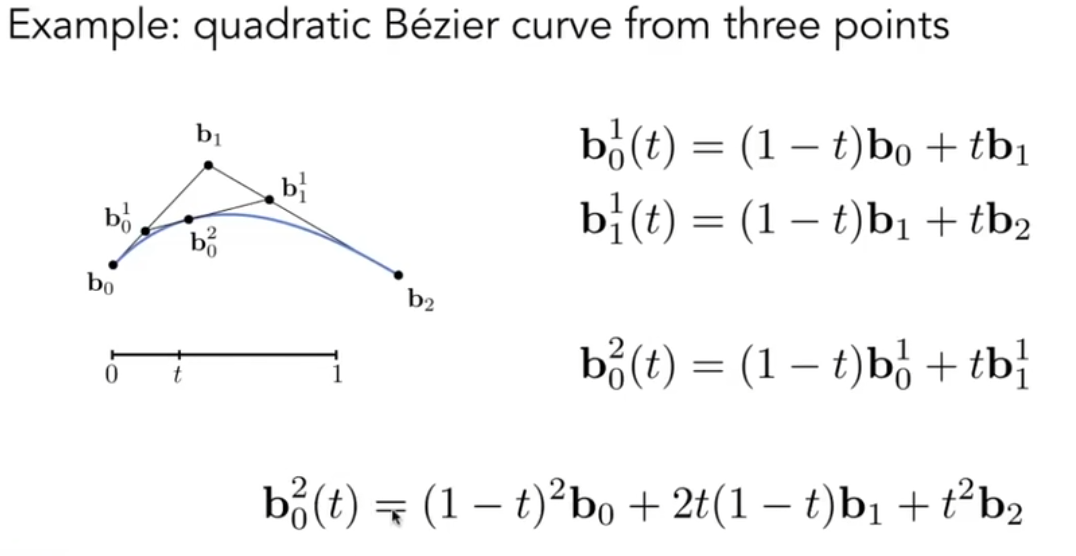 Example: quadratic Bézier curve from three points
b₁
b₁¹
b₀¹
b₀²
b₀
b₂
0 t 1
b₀¹(t) = (1 − t)b₀ + tb₁
b₁¹(t) = (1 − t)b₁ + tb₂
b₀²(t) = (1 − t)b₀¹ + tb₁¹
b₀²(t) = (1 − t)²b₀ + 2t(1 − t)b₁ + t²b₂